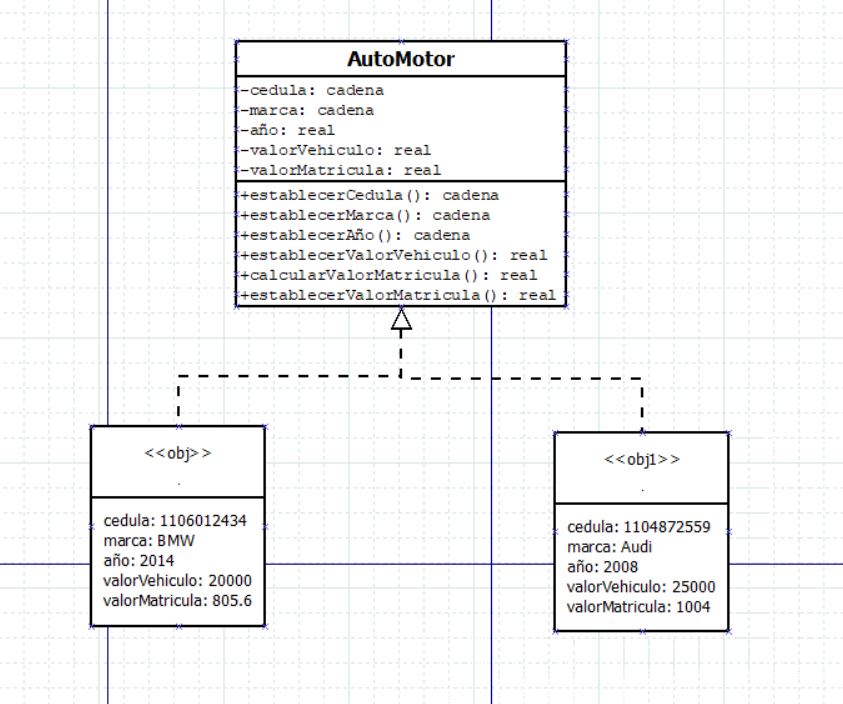 AutoMotor
-cedula: cadena
-marca: cadena
-año: real
-valorVehiculo: real
-valorMatricula: real
+establecerCedula(): cadena
+establecerMarca(): cadena
+establecerAño(): cadena
+establecerValorVehiculo(): real
+calcularValorMatricula(): real
+establecerValorMatricula(): real
<<obj>>
.
cedula: 1106012434
marca: BMW
año: 2014
valorVehiculo: 20000
valorMatricula: 805.6
<<obj1>>
.
cedula: 1104872559
marca: Audi
año: 2008
valorVehiculo: 25000
valorMatricula: 1004